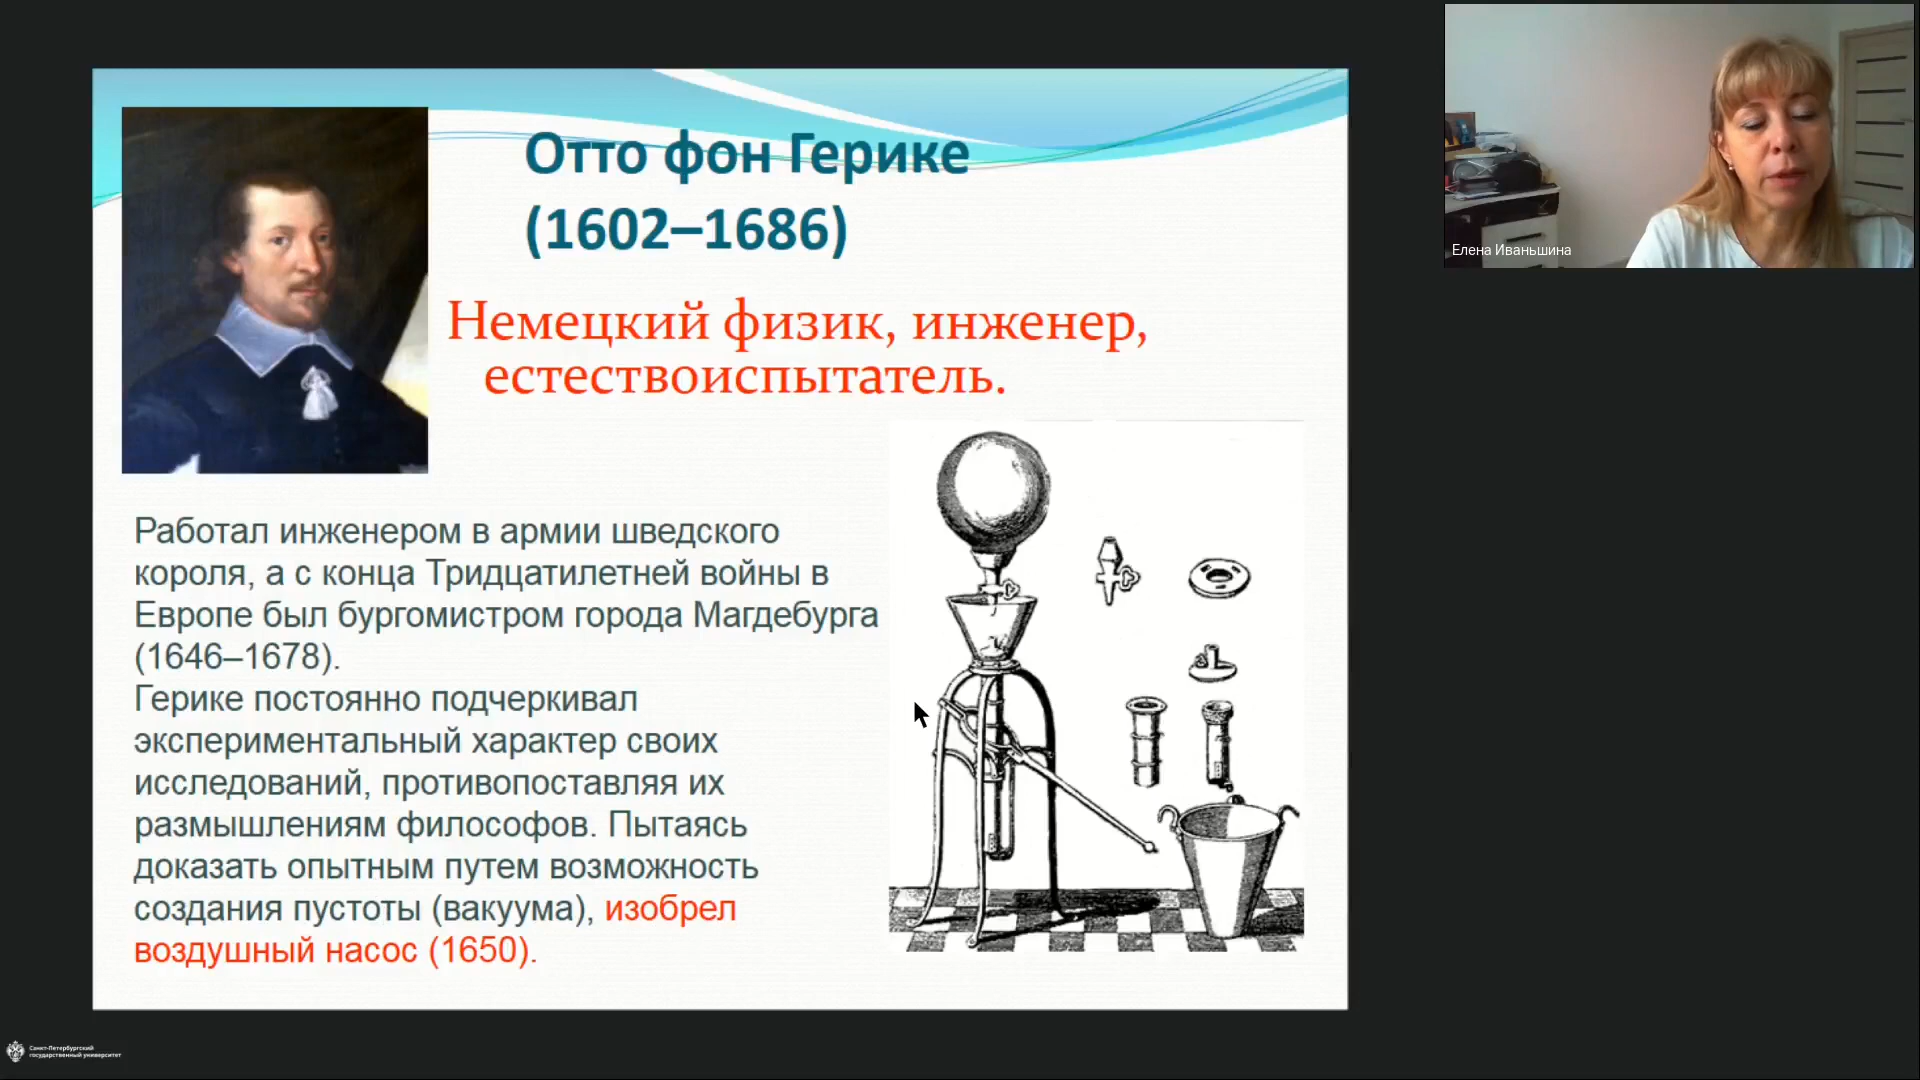 Отто фон Герике
(1602–1686)
Немецкий физик, инженер,
естествоиспытатель.
Работал инженером в армии шведского
короля, а с конца Тридцатилетней войны в
Европе был бургомистром города Магдебурга
(1646–1678).
Герике постоянно подчеркивал
экспериментальный характер своих
исследований, противопоставляя их
размышлениям философов. Пытаясь
доказать опытным путем возможность
создания пустоты (вакуума), изобрел
воздушный насос (1650).
Елена Иваньшина
Санкт-Петербургский
государственный университет